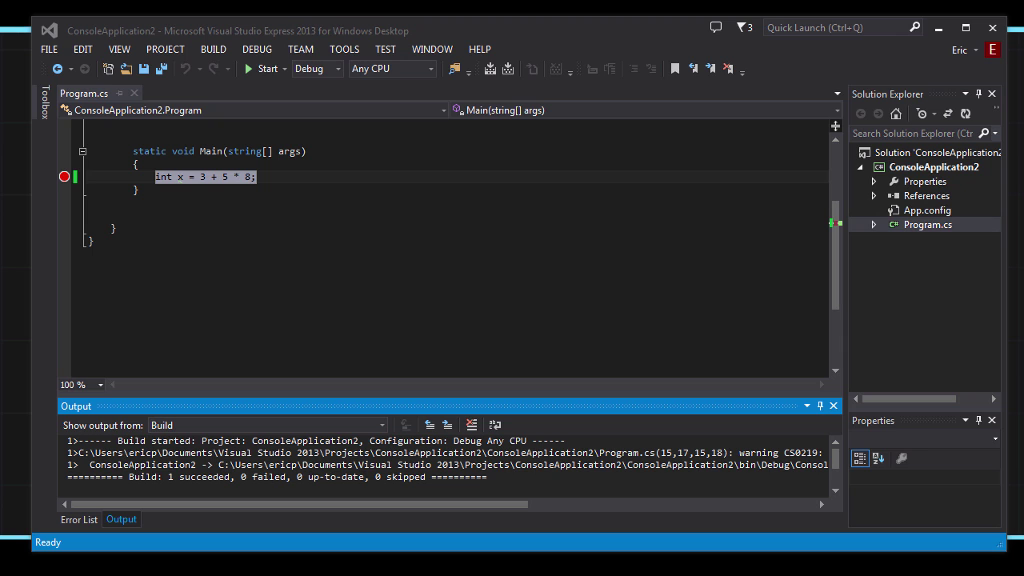 ConsoleApplication2 - Microsoft Visual Studio Express 2013 for Windows Desktop
3
Quick Launch (Ctrl+Q)
FILE EDIT VIEW PROJECT BUILD DEBUG TEAM TOOLS TEST WINDOW HELP
Eric E
Start Debug Any CPU
Toolbox
Program.cs
ConsoleApplication2.Program
Main(string[] args)
static void Main(string[] args)
{
int x = 3 + 5 * 8;
}
}
}
100 %
Solution Explorer
Search Solution Explorer (Ctr
Solution 'ConsoleApplication2
ConsoleApplication2
Properties
References
App.config
Program.cs
Output
Show output from: Build
1>------ Build started: Project: ConsoleApplication2, Configuration: Debug Any CPU ------
1>C:\Users\ericp\Documents\Visual Studio 2013\Projects\ConsoleApplication2\ConsoleApplication2\Program.cs(15,17,15,18): warning CS0219:
1>  ConsoleApplication2 -> C:\Users\ericp\Documents\Visual Studio 2013\Projects\ConsoleApplication2\ConsoleApplication2\bin\Debug\Consol
========== Build: 1 succeeded, 0 failed, 0 up-to-date, 0 skipped ==========
Error List Output
Properties
Ready